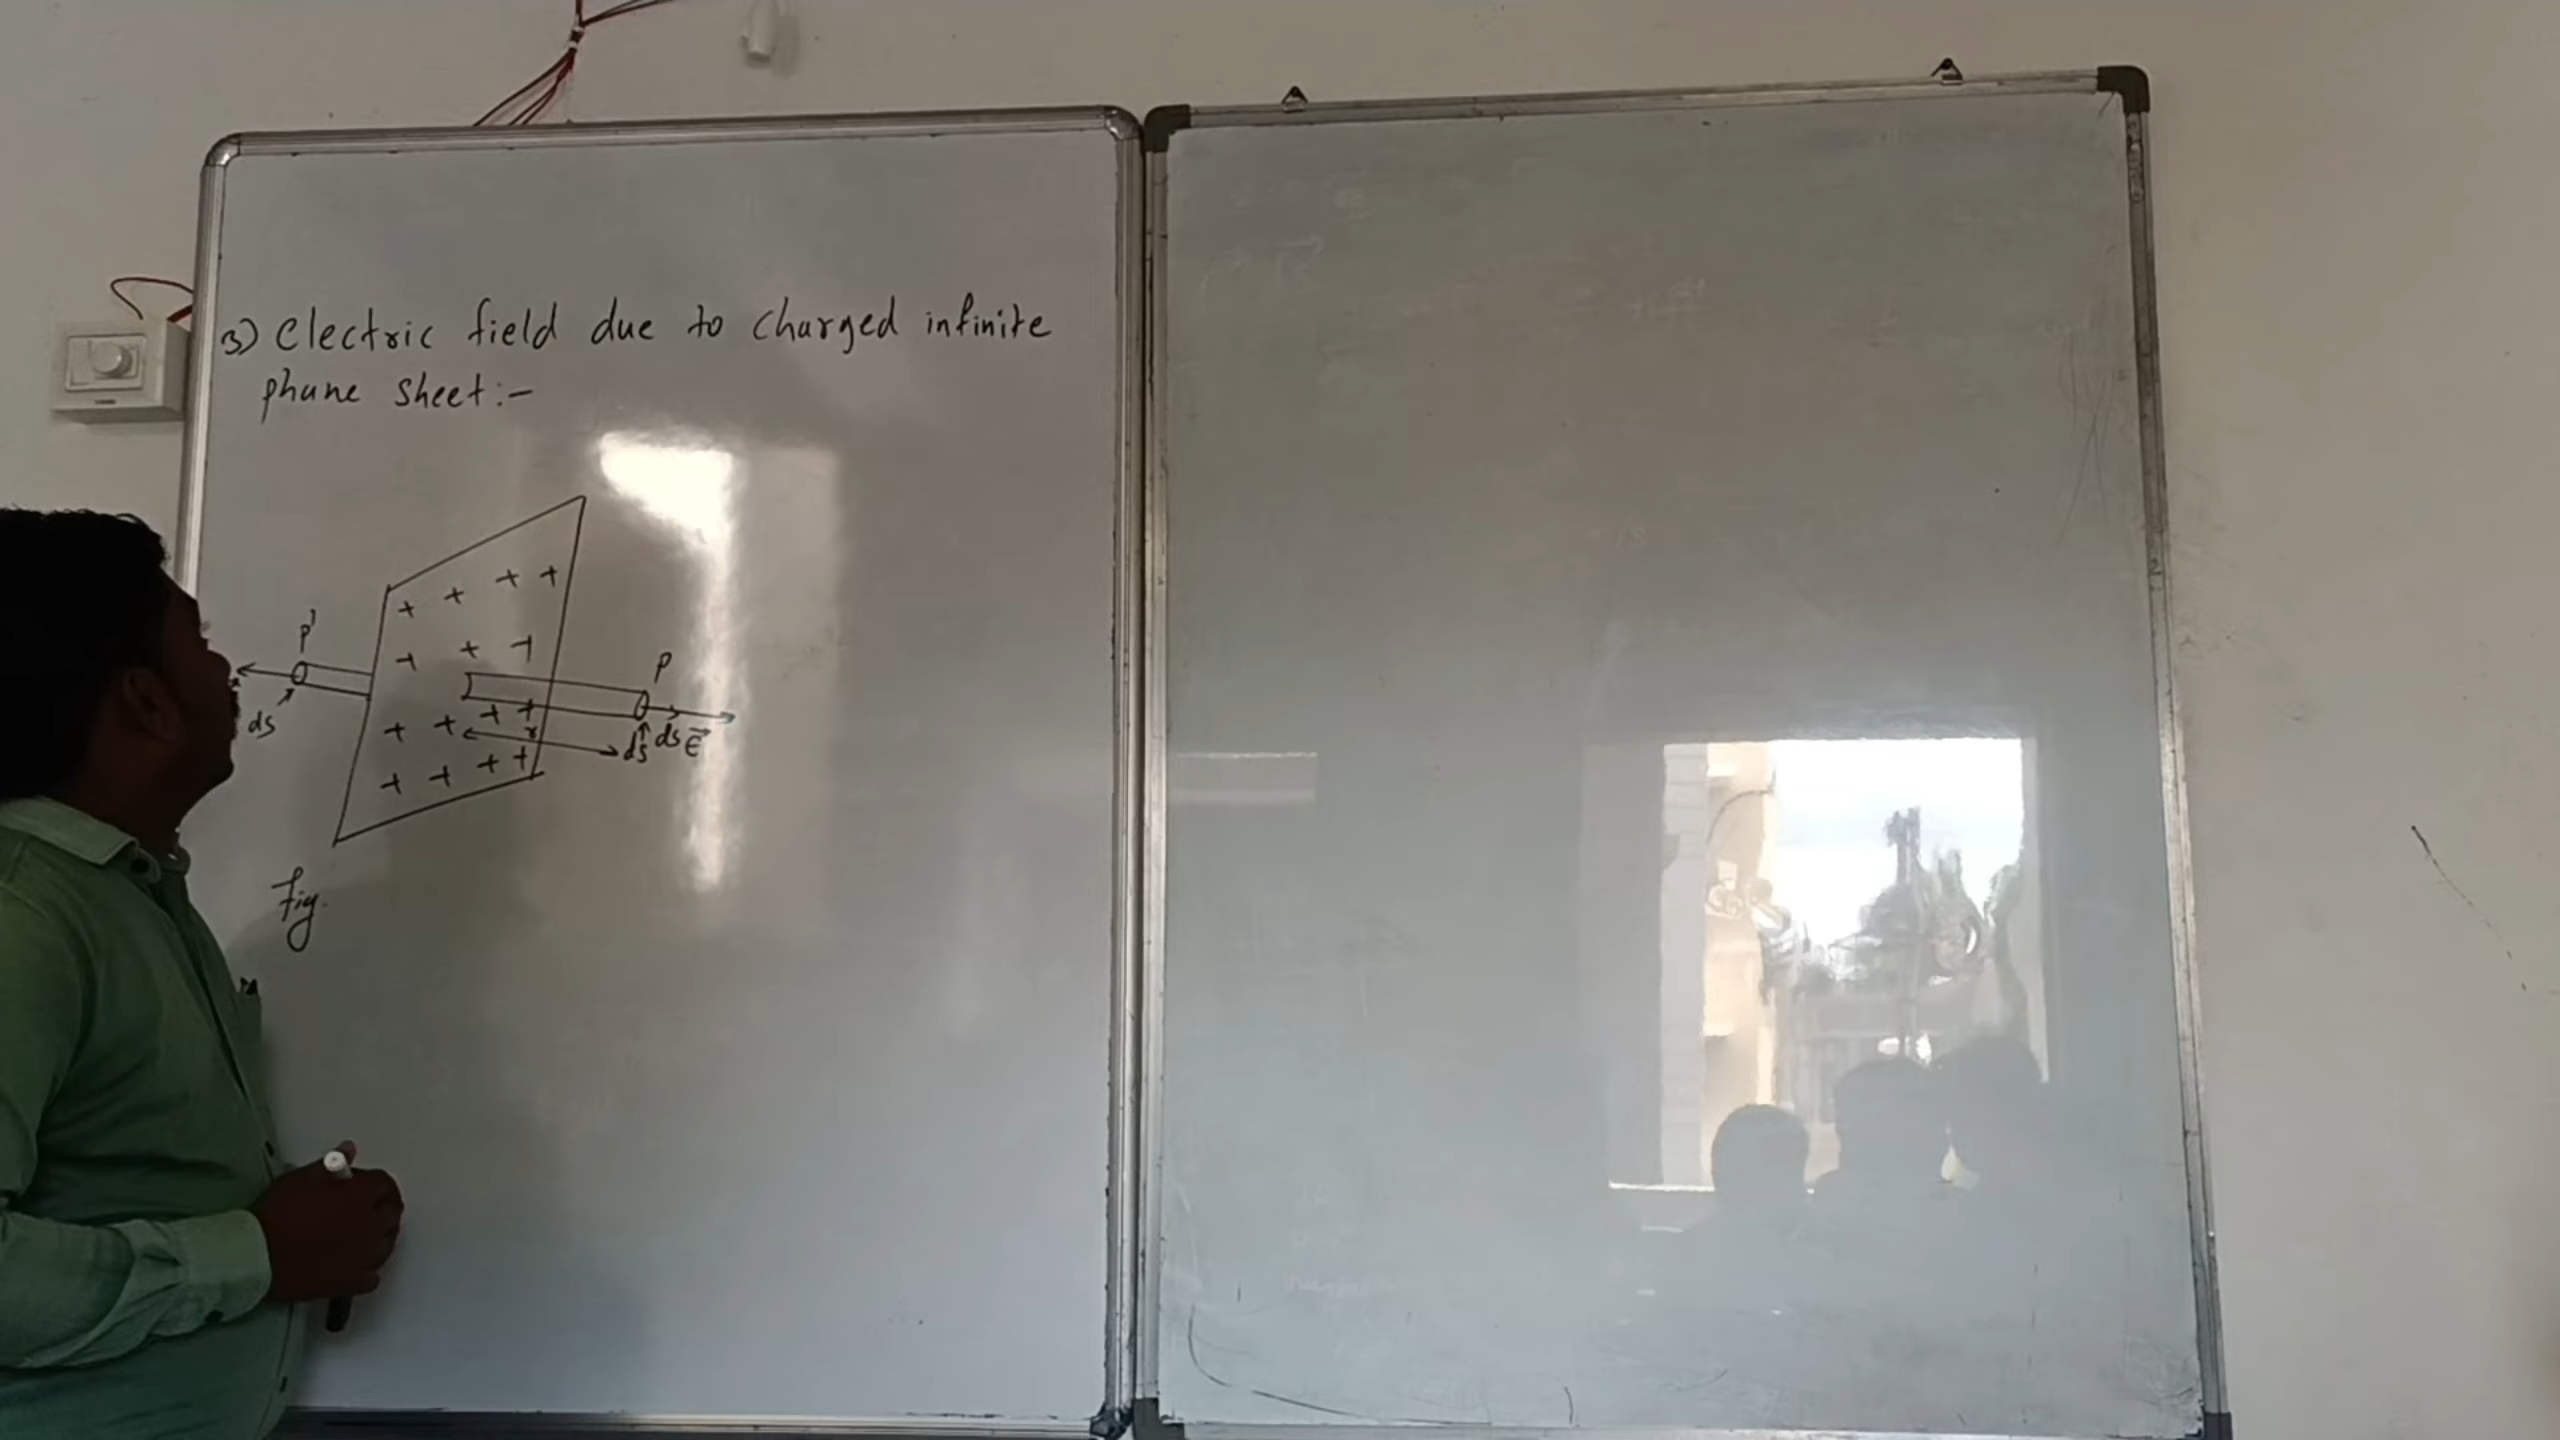 3) Electric field due to charged infinite
phane sheet:-
+ + + +
P'
+ + +
P
ds
+ + + +
r
ds ds E⃗
+ + + +
Fig.